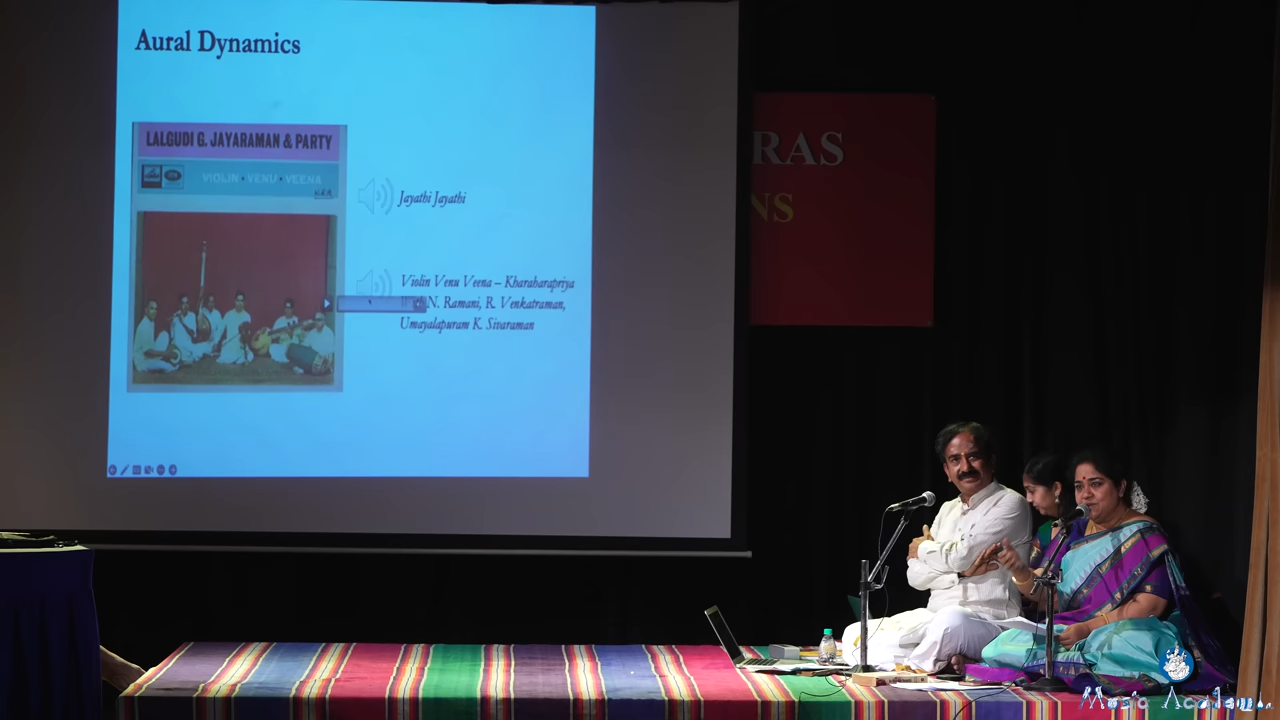 Aural Dynamics
LALGUDI G. JAYARAMAN & PARTY
VIOLIN • VENU • VEENA
Jayathi Jayathi
Violin Venu Veena – Kharaharapriya
N. Ramani, R. Venkatraman,
Umayalapuram K. Sivaraman
RAS
NS
Music Academy